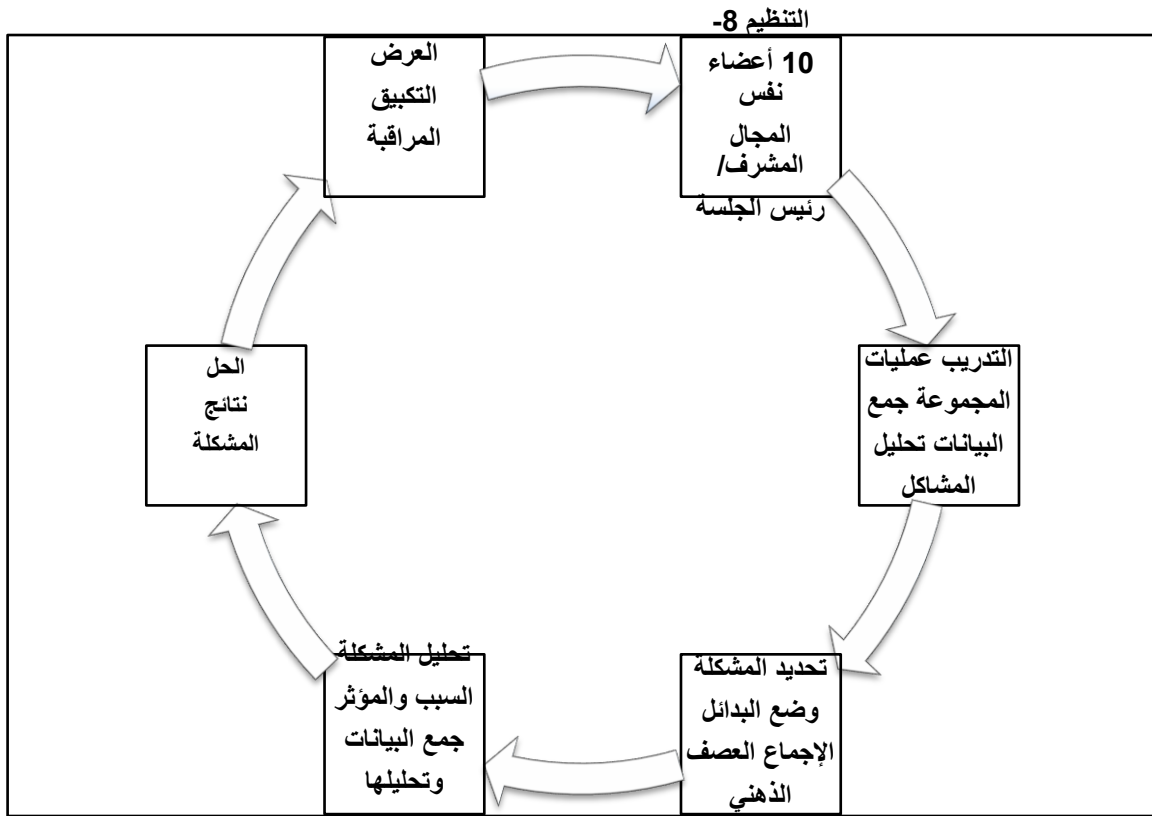 التنظيم 8-
10 أعضاء
نفس
المجال
المشرف/
رئيس الجلسة
التدريب عمليات
المجموعة جمع
البيانات تحليل
المشاكل
تحديد المشكلة
وضع البدائل
الإجماع العصف
الذهني
تحليل المشكلة
السبب والمؤثر
جمع البيانات
وتحليلها
الحل
نتائج
المشكلة
العرض
التكبيق
المراقبة